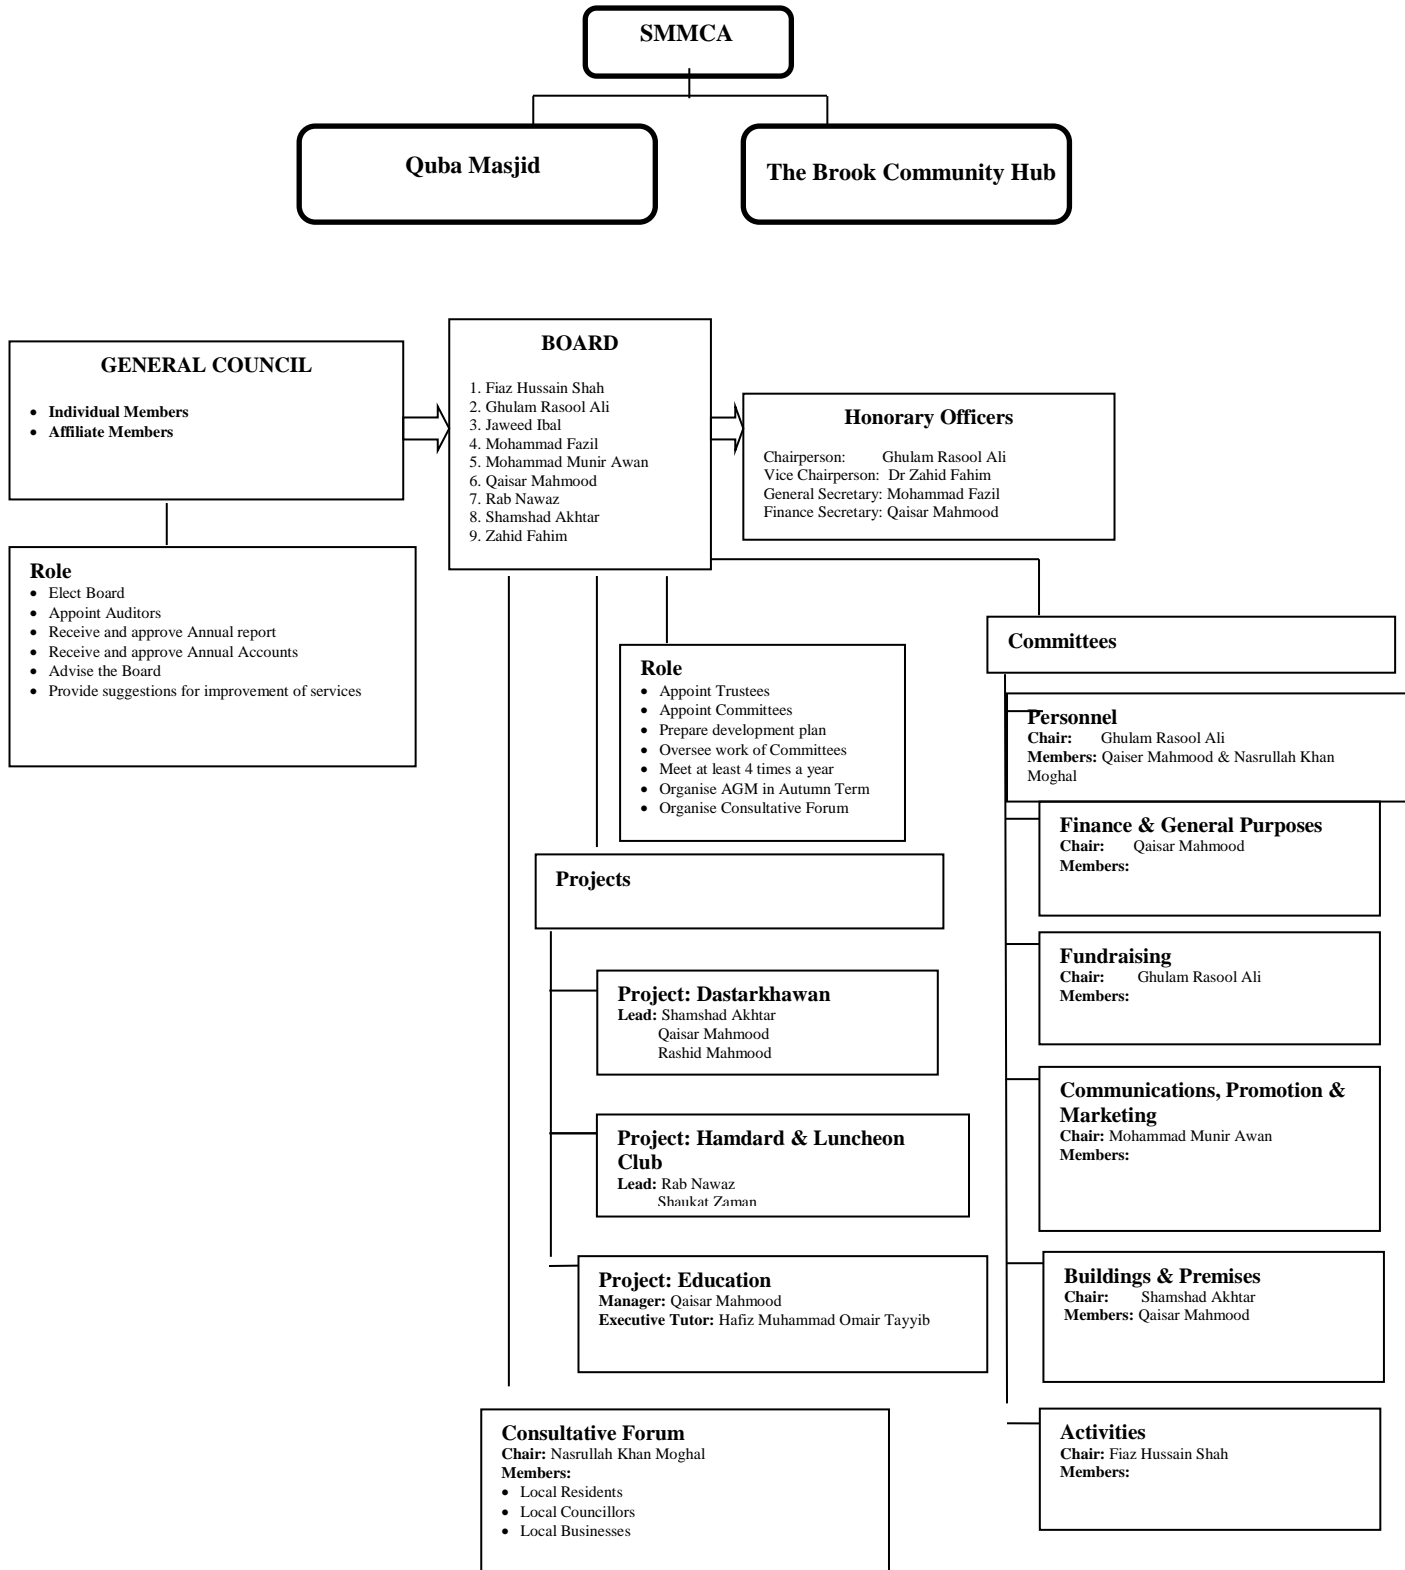 SMMCA
Quba Masjid
The Brook Community Hub
GENERAL COUNCIL
• Individual Members
• Affiliate Members
BOARD
1. Fiaz Hussain Shah
2. Ghulam Rasool Ali
3. Jaweed Ibal
4. Mohammad Fazil
5. Mohammad Munir Awan
6. Qaisar Mahmood
7. Rab Nawaz
8. Shamshad Akhtar
9. Zahid Fahim
Honorary Officers
Chairperson: Ghulam Rasool Ali
Vice Chairperson: Dr Zahid Fahim
General Secretary: Mohammad Fazil
Finance Secretary: Qaisar Mahmood
Role
• Elect Board
• Appoint Auditors
• Receive and approve Annual report
• Receive and approve Annual Accounts
• Advise the Board
• Provide suggestions for improvement of services
Role
• Appoint Trustees
• Appoint Committees
• Prepare development plan
• Oversee work of Committees
• Meet at least 4 times a year
• Organise AGM in Autumn Term
• Organise Consultative Forum
Projects
Project: Dastarkhawan
Lead: Shamshad Akhtar
Qaisar Mahmood
Rashid Mahmood
Project: Hamdard & Luncheon
Club
Lead: Rab Nawaz
Shaukat Zaman
Project: Education
Manager: Qaisar Mahmood
Executive Tutor: Hafiz Muhammad Omair Tayyib
Consultative Forum
Chair: Nasrullah Khan Moghal
Members:
• Local Residents
• Local Councillors
• Local Businesses
Committees
Personnel
Chair: Ghulam Rasool Ali
Members: Qaiser Mahmood & Nasrullah Khan
Moghal
Finance & General Purposes
Chair: Qaisar Mahmood
Members:
Fundraising
Chair: Ghulam Rasool Ali
Members:
Communications, Promotion &
Marketing
Chair: Mohammad Munir Awan
Members:
Buildings & Premises
Chair: Shamshad Akhtar
Members: Qaisar Mahmood
Activities
Chair: Fiaz Hussain Shah
Members: